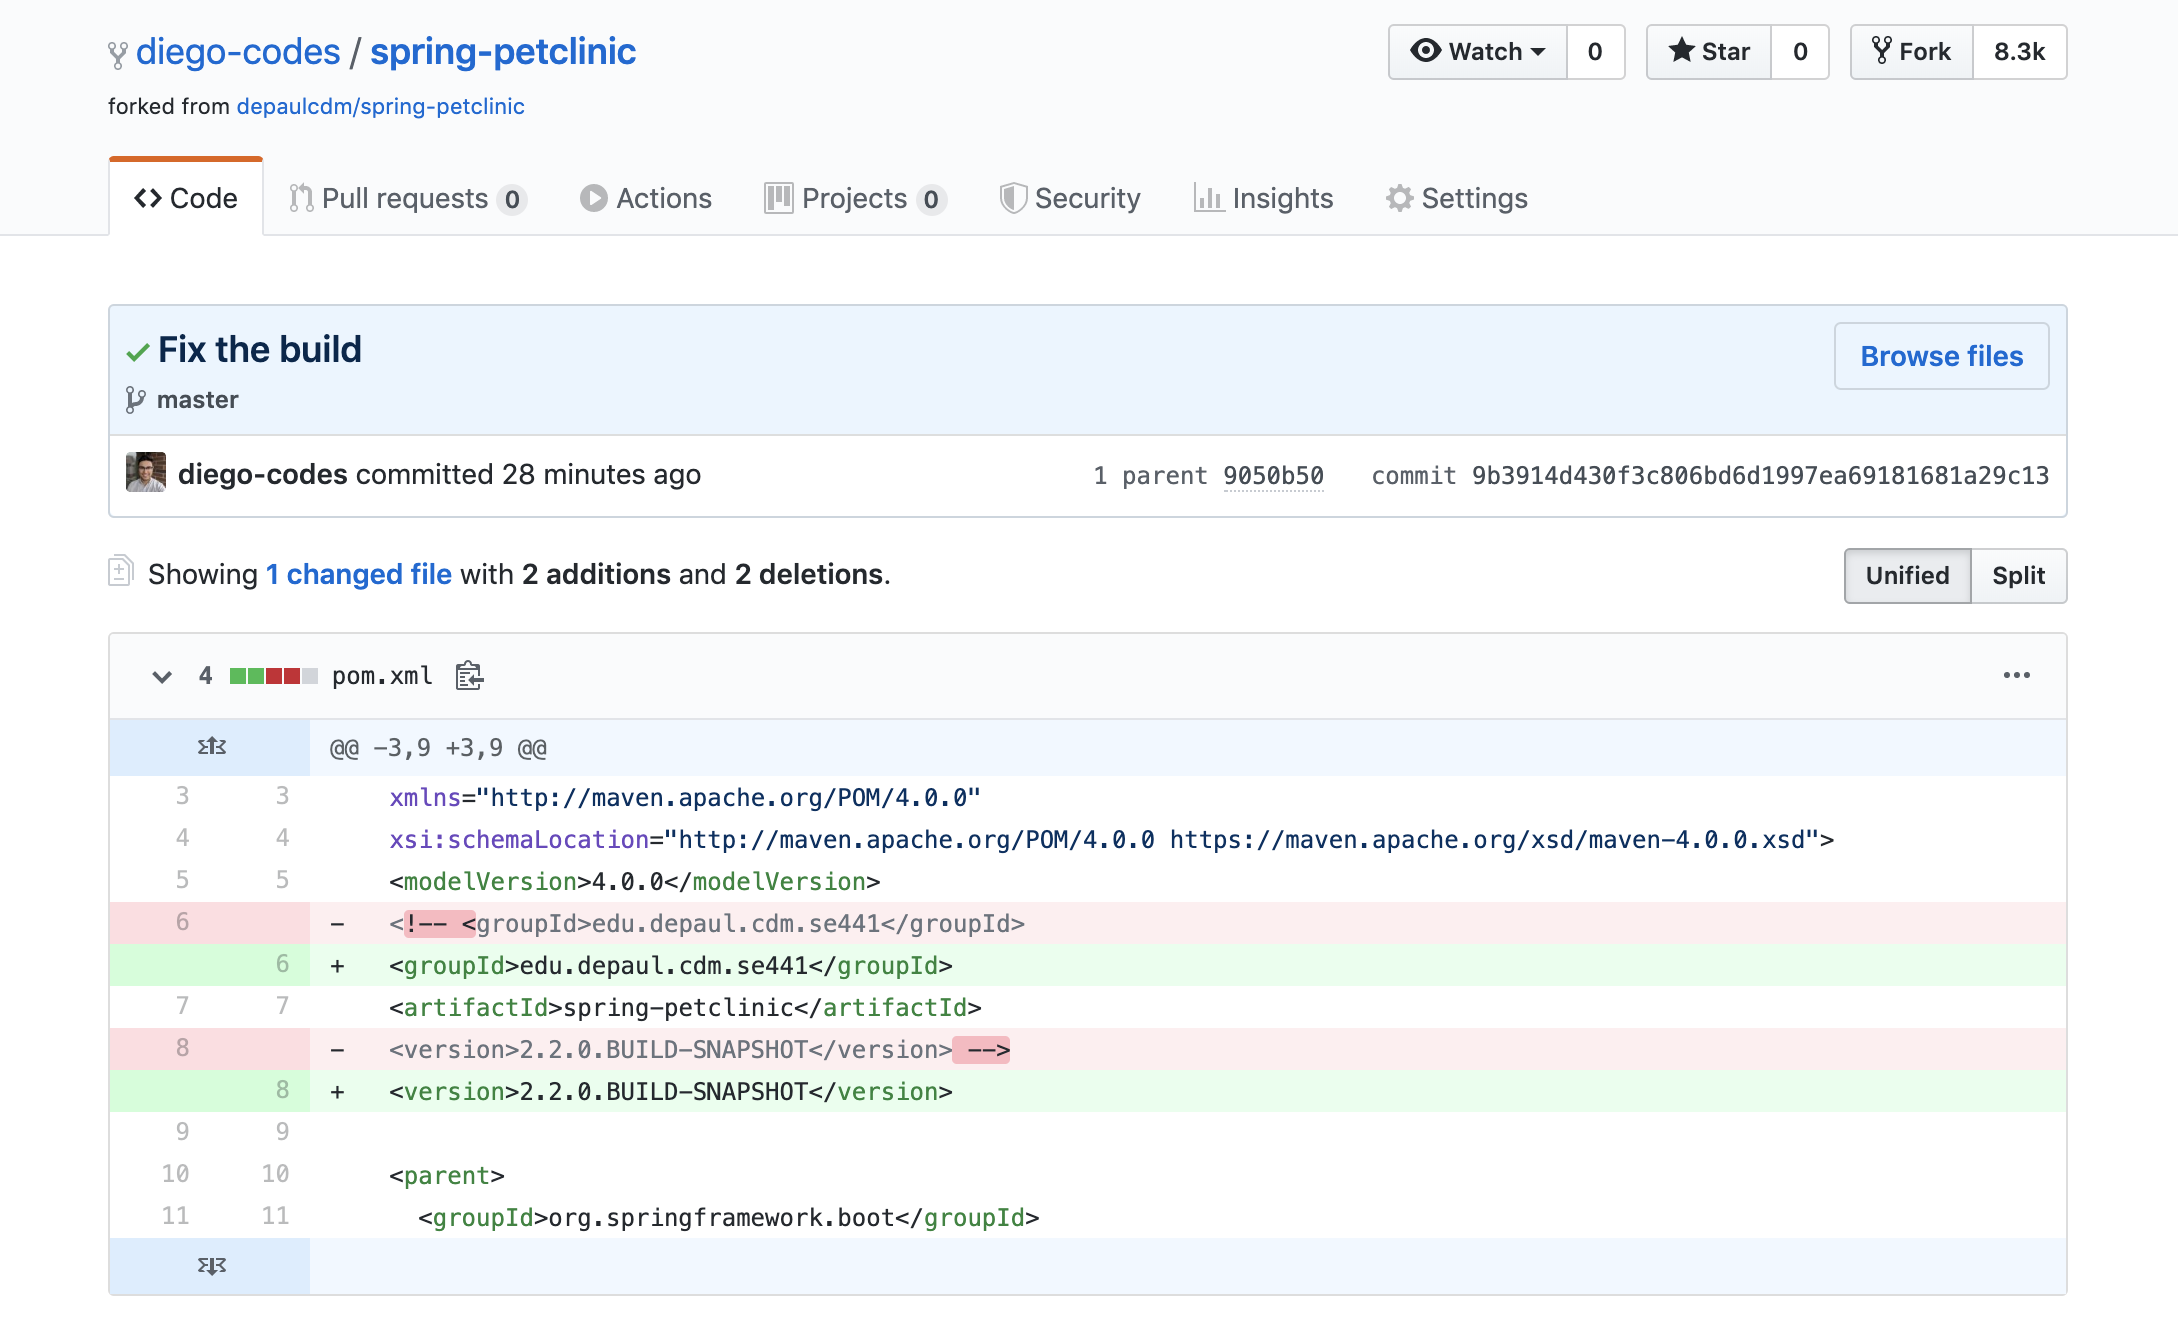 diego-codes / spring-petclinic
Watch 0 Star 0 Fork 8.3k
forked from depaulcdm/spring-petclinic
Code Pull requests 0 Actions Projects 0 Security Insights Settings
Fix the build
Browse files
master
diego-codes committed 28 minutes ago 1 parent 9050b50 commit 9b3914d430f3c806bd6d1997ea69181681a29c13
Showing 1 changed file with 2 additions and 2 deletions.
Unified Split
4 pom.xml
@@ -3,9 +3,9 @@
3 3 xmlns="http://maven.apache.org/POM/4.0.0"
4 4 xsi:schemaLocation="http://maven.apache.org/POM/4.0.0 https://maven.apache.org/xsd/maven-4.0.0.xsd">
5 5 <modelVersion>4.0.0</modelVersion>
6 - <!-- <groupId>edu.depaul.cdm.se441</groupId>
6 + <groupId>edu.depaul.cdm.se441</groupId>
7 7 <artifactId>spring-petclinic</artifactId>
8 - <version>2.2.0.BUILD-SNAPSHOT</version> -->
8 + <version>2.2.0.BUILD-SNAPSHOT</version>
9 9
10 10 <parent>
11 11 <groupId>org.springframework.boot</groupId>